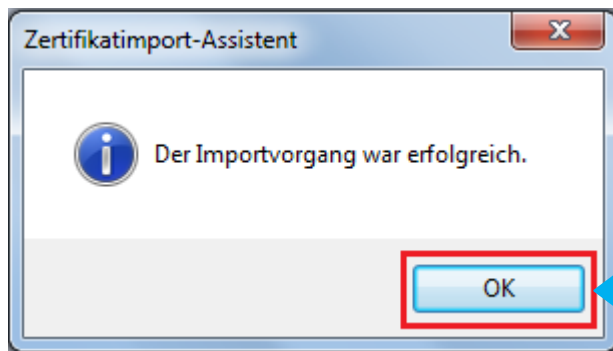 Zertifikatimport-Assistent
Der Importvorgang war erfolgreich.
OK